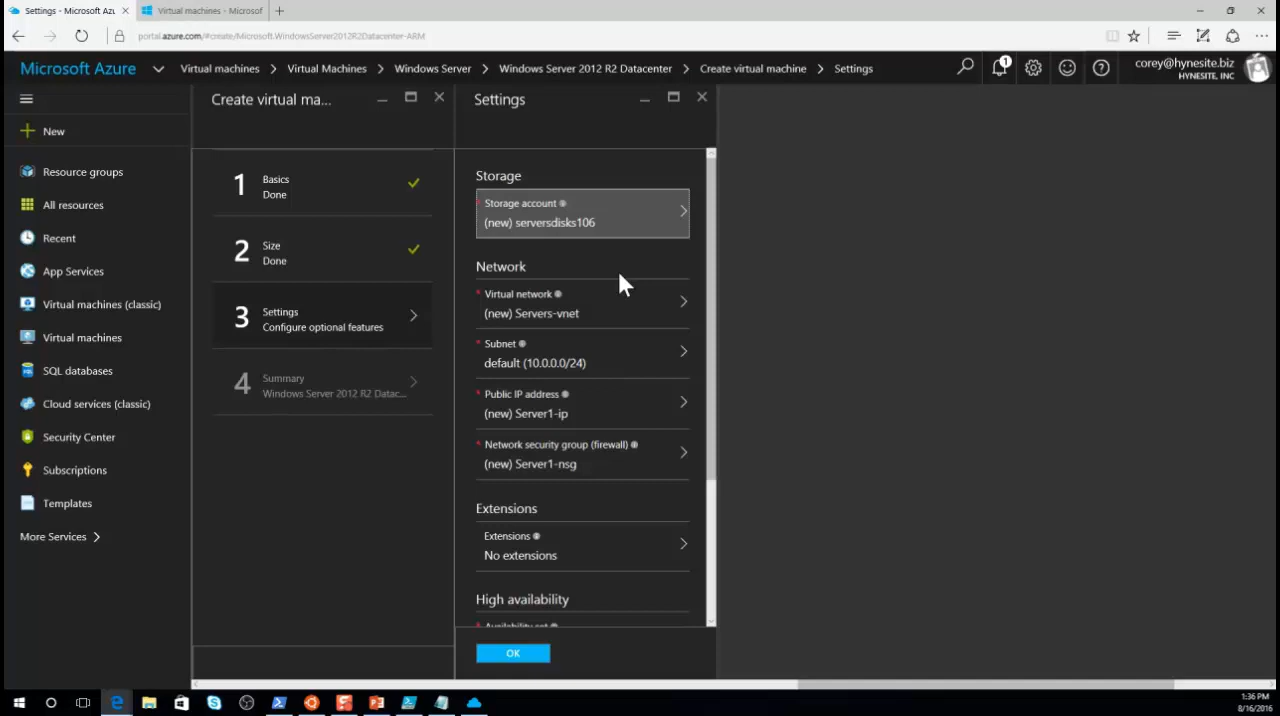 Settings - Microsoft Azu
Virtual machines - Microsof
portal.azure.com/#create/Microsoft.WindowsServer2012R2Datacenter-ARM
Microsoft Azure
Virtual machines
Virtual Machines
Windows Server
Windows Server 2012 R2 Datacenter
Create virtual machine
Settings
1
corey@hynesite.biz
HYNESITE, INC
New
Resource groups
All resources
Recent
App Services
Virtual machines (classic)
Virtual machines
SQL databases
Cloud services (classic)
Security Center
Subscriptions
Templates
More Services
Create virtual ma...
1
Basics
Done
2
Size
Done
3
Settings
Configure optional features
4
Summary
Windows Server 2012 R2 Datac...
Settings
Storage
* Storage account
(new) serversdisks106
Network
* Virtual network
(new) Servers-vnet
* Subnet
default (10.0.0.0/24)
* Public IP address
(new) Server1-ip
* Network security group (firewall)
(new) Server1-nsg
Extensions
Extensions
No extensions
High availability
* Availability set
OK
1:36 PM
8/16/2016